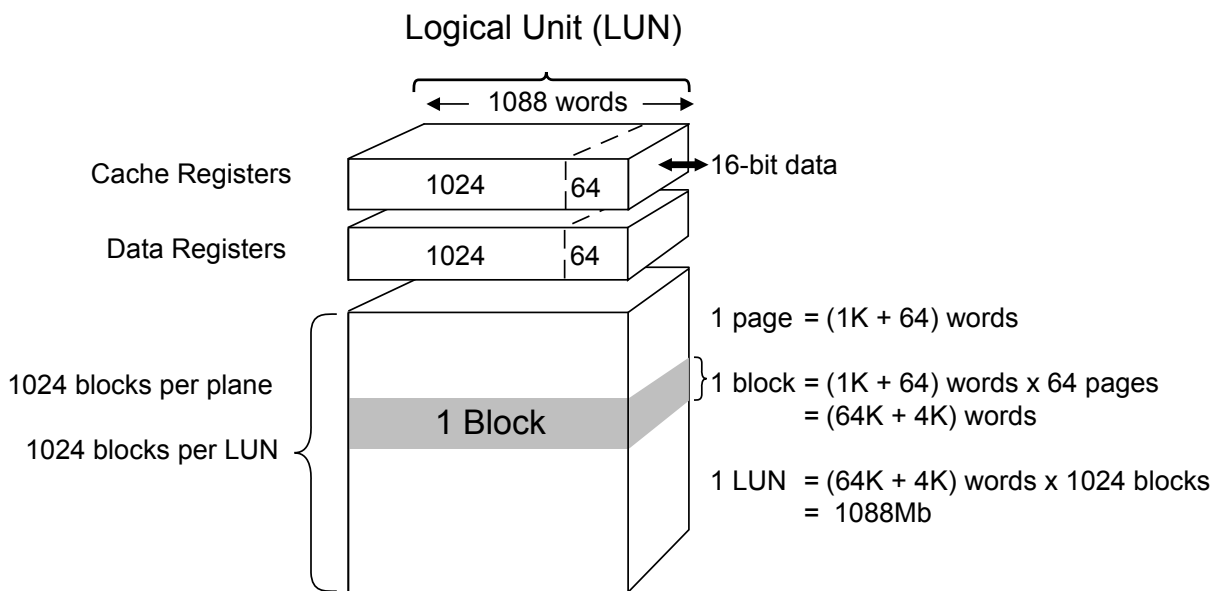 Logical Unit (LUN)
1088 words
Cache Registers
1024
64
16-bit data
Data Registers
1024
64
1 page = (1K + 64) words
1024 blocks per plane
1 block = (1K + 64) words x 64 pages
= (64K + 4K) words
1 Block
1024 blocks per LUN
1 LUN = (64K + 4K) words x 1024 blocks
= 1088Mb